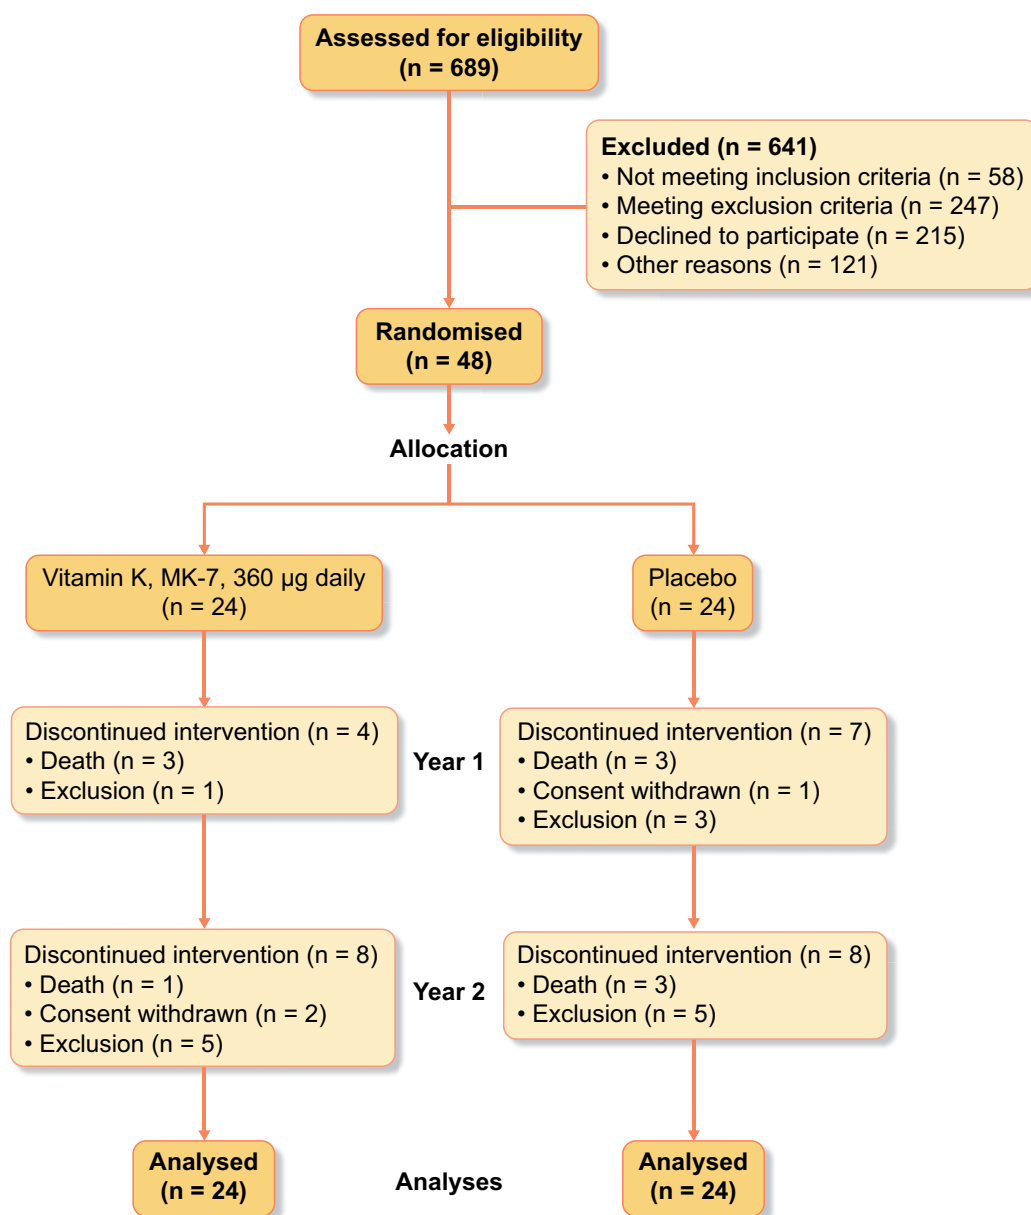 Assessed for eligibility
(n = 689)
Excluded (n = 641)
• Not meeting inclusion criteria (n = 58)
• Meeting exclusion criteria (n = 247)
• Declined to participate (n = 215)
• Other reasons (n = 121)
Randomised
(n = 48)
Allocation
Vitamin K, MK-7, 360 µg daily
(n = 24)
Placebo
(n = 24)
Discontinued intervention (n = 4)
• Death (n = 3)
• Exclusion (n = 1)
Year 1
Discontinued intervention (n = 7)
• Death (n = 3)
• Consent withdrawn (n = 1)
• Exclusion (n = 3)
Discontinued intervention (n = 8)
• Death (n = 1)
• Consent withdrawn (n = 2)
• Exclusion (n = 5)
Year 2
Discontinued intervention (n = 8)
• Death (n = 3)
• Exclusion (n = 5)
Analysed
(n = 24)
Analyses
Analysed
(n = 24)